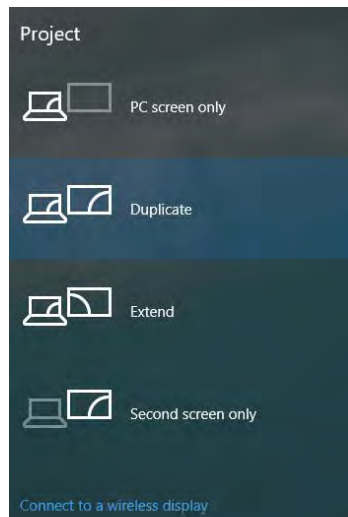 Project
PC screen only
Duplicate
Extend
Second screen only
Connect to a wireless display